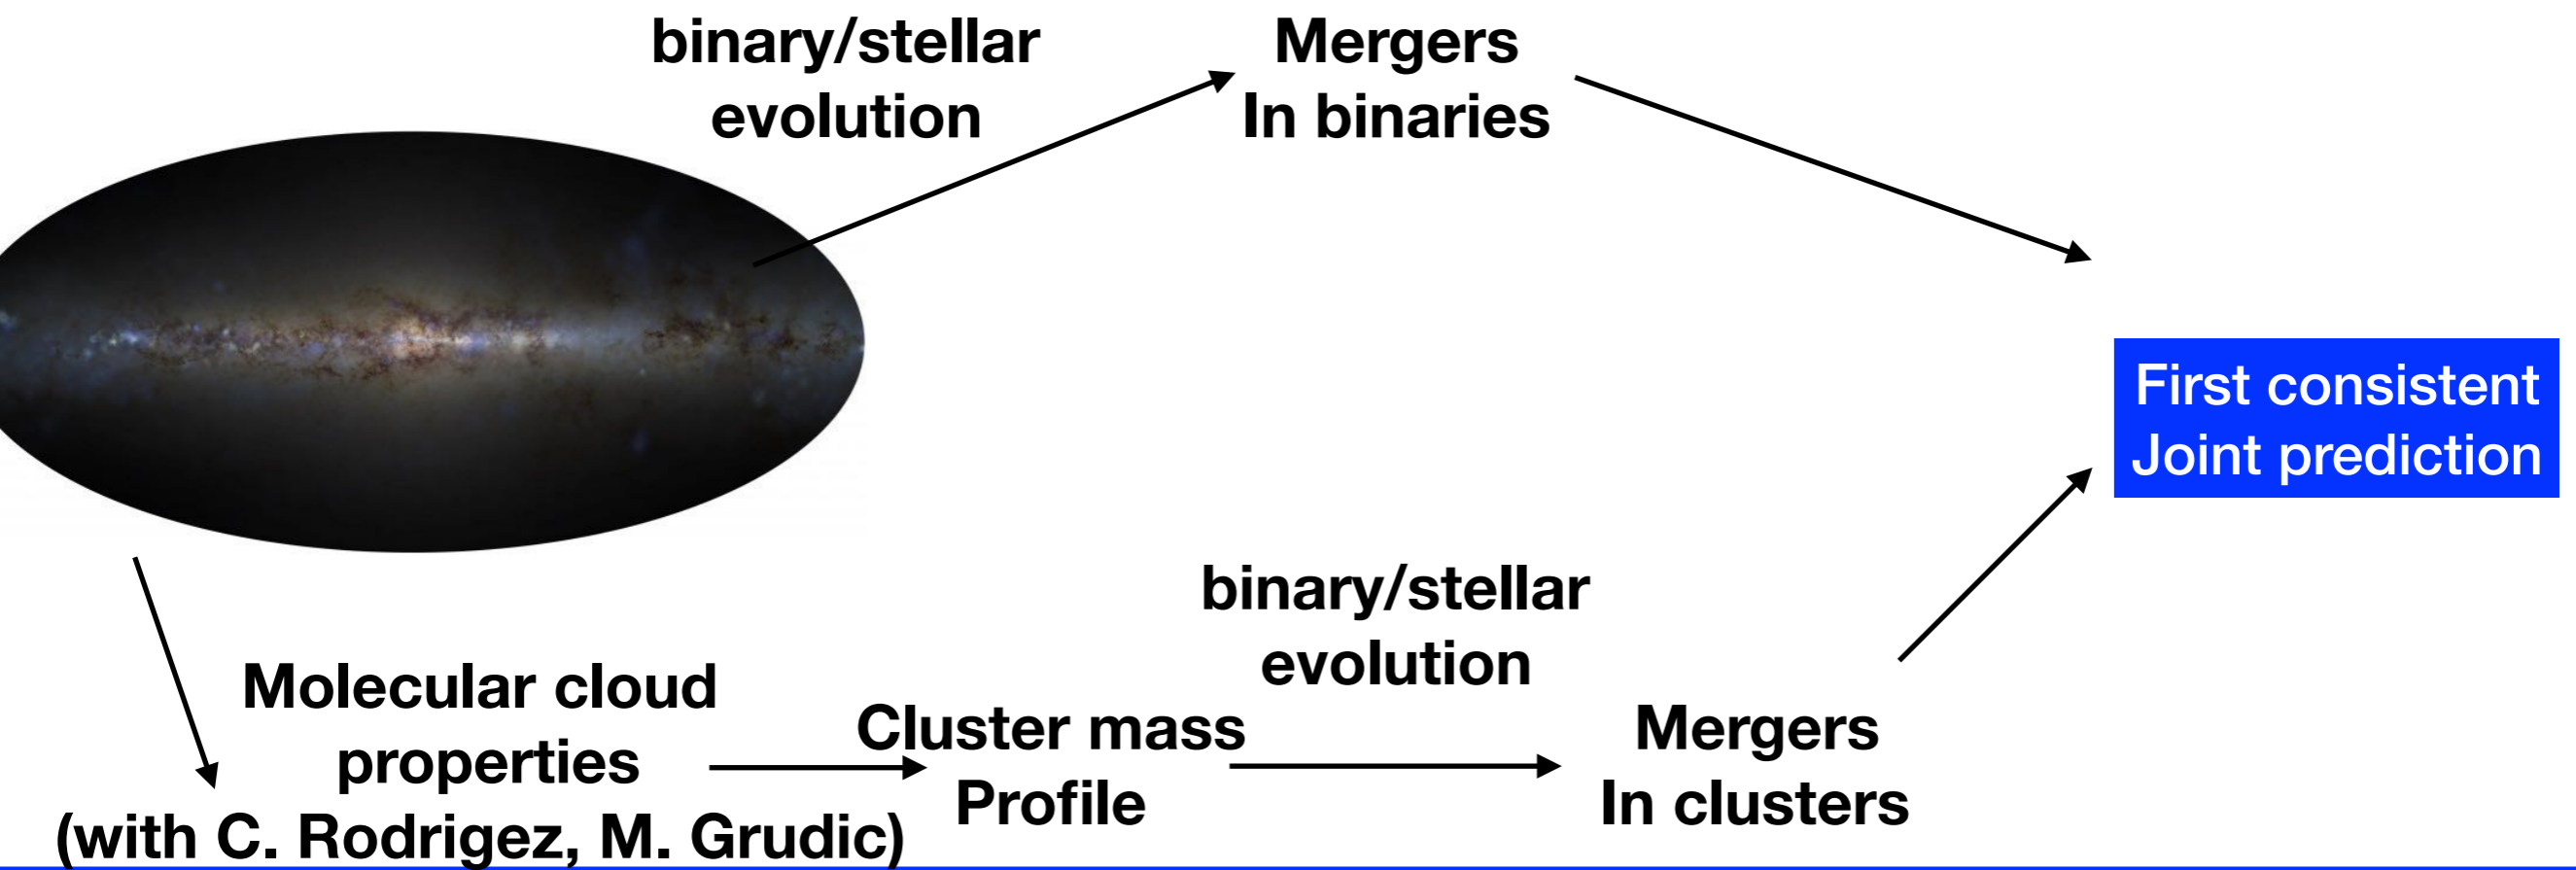 binary/stellar
evolution
Mergers
In binaries
First consistent
Joint prediction
binary/stellar
evolution
Molecular cloud
properties
(with C. Rodrigez, M. Grudic)
Cluster mass
Profile
Mergers
In clusters